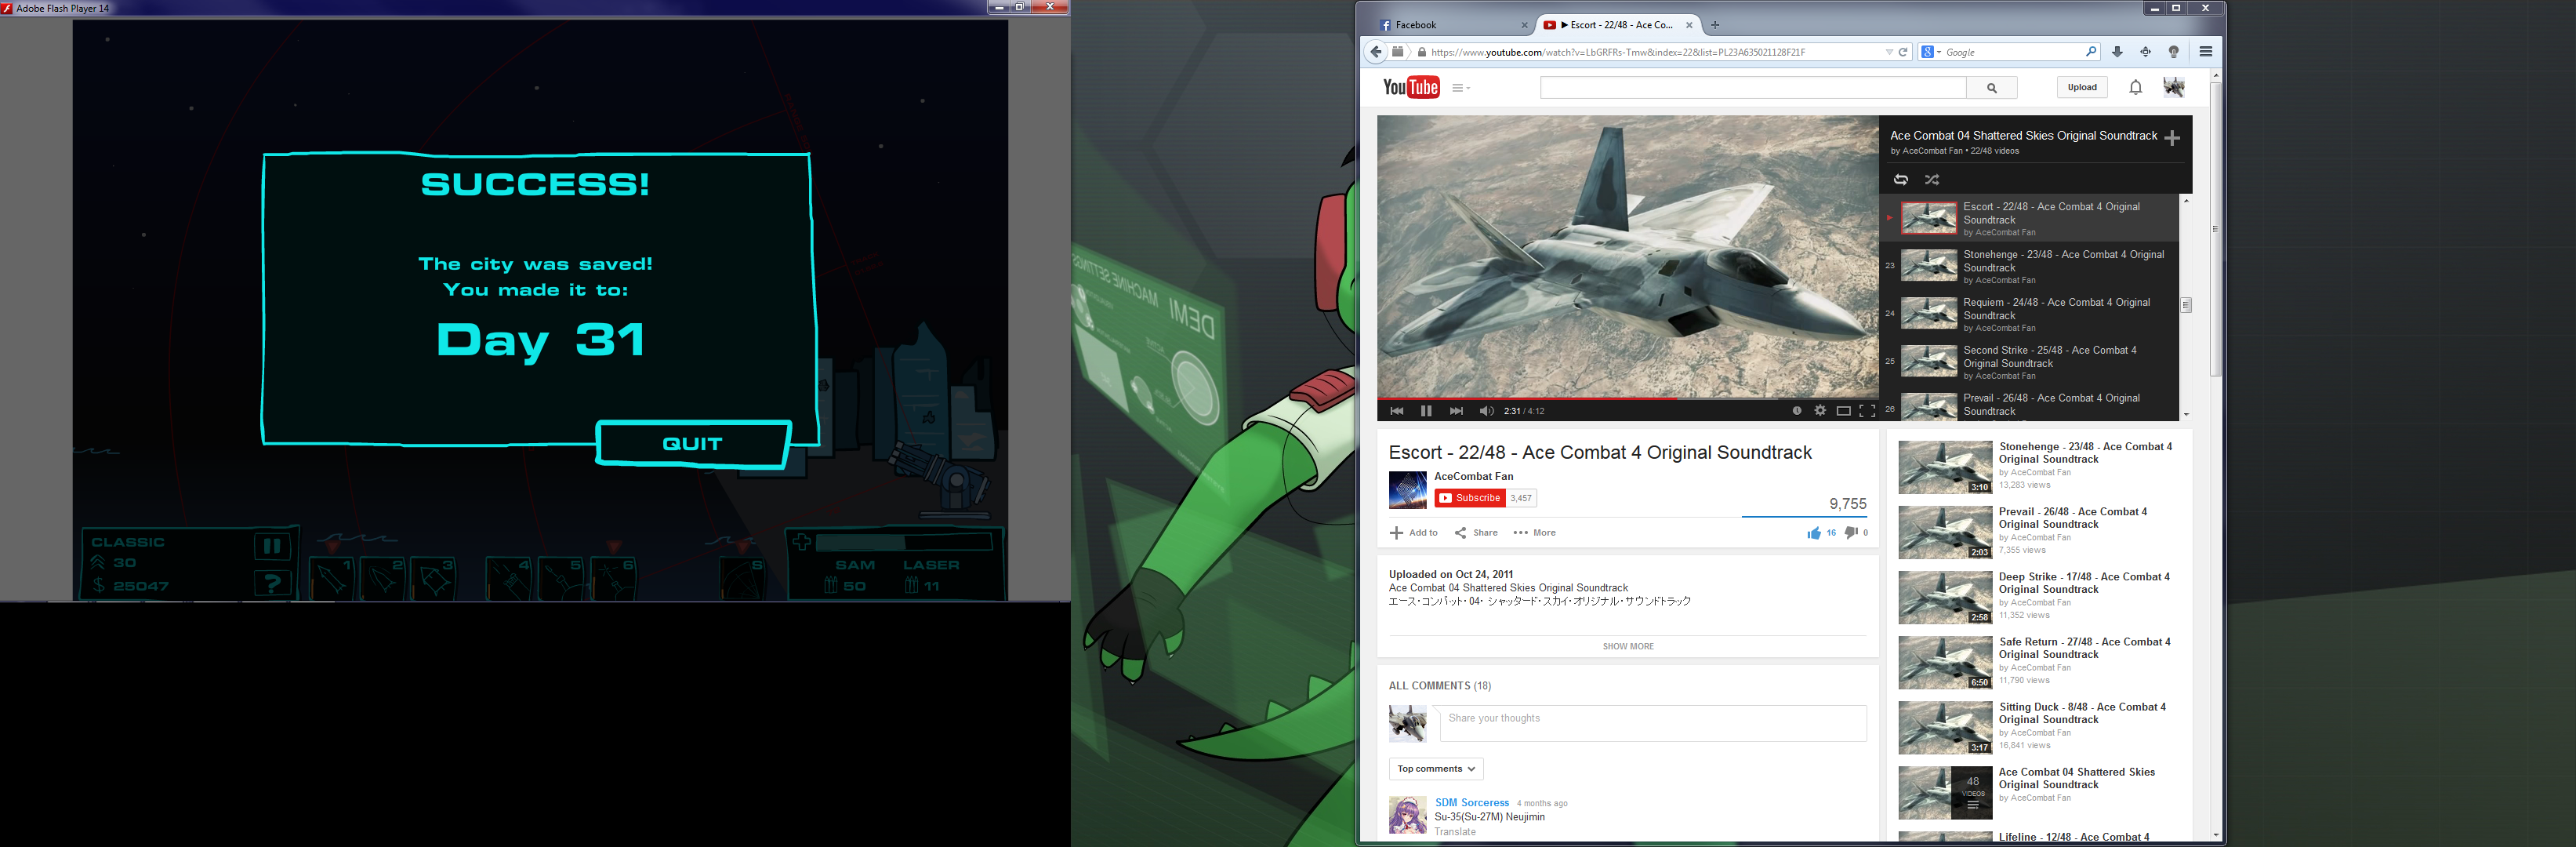 Adobe Flash Player 14
SUCCESS!
The city was saved!
You made it to:
Day 31
QUIT
CLASSIC
30
$ 25047
?
1
2
3
4
5
6
S
SAM
LASER
50
11
DEMI
MACHINE SETTINGS
Facebook
▶ Escort - 22/48 - Ace Co...
https://www.youtube.com/watch?v=LbGRFRs-Tmw&index=22&list=PL23A635021128F21F
Google
YouTube
Upload
Ace Combat 04 Shattered Skies Original Soundtrack
by AceCombat Fan • 22/48 videos
Escort - 22/48 - Ace Combat 4 Original
Soundtrack
by AceCombat Fan
23
Stonehenge - 23/48 - Ace Combat 4 Original
Soundtrack
by AceCombat Fan
24
Requiem - 24/48 - Ace Combat 4 Original
Soundtrack
by AceCombat Fan
25
Second Strike - 25/48 - Ace Combat 4
Original Soundtrack
by AceCombat Fan
26
Prevail - 26/48 - Ace Combat 4 Original
Soundtrack
2:31 / 4:12
Escort - 22/48 - Ace Combat 4 Original Soundtrack
AceCombat Fan
Subscribe 3,457
9,755
Add to
Share
More
16
0
Uploaded on Oct 24, 2011
Ace Combat 04 Shattered Skies Original Soundtrack
エース・コンバット・04・ シャッタード・スカイ・オリジナル・サウンドトラック
SHOW MORE
ALL COMMENTS (18)
Share your thoughts
Top comments
SDM Sorceress 4 months ago
Su-35(Su-27M) Neujimin
Translate
Stonehenge - 23/48 - Ace Combat 4
Original Soundtrack
by AceCombat Fan
13,283 views
3:10
Prevail - 26/48 - Ace Combat 4
Original Soundtrack
by AceCombat Fan
7,355 views
2:03
Deep Strike - 17/48 - Ace Combat 4
Original Soundtrack
by AceCombat Fan
11,352 views
2:58
Safe Return - 27/48 - Ace Combat 4
Original Soundtrack
by AceCombat Fan
11,790 views
6:50
Sitting Duck - 8/48 - Ace Combat 4
Original Soundtrack
by AceCombat Fan
16,841 views
3:17
Ace Combat 04 Shattered Skies
Original Soundtrack
by AceCombat Fan
48
VIDEOS
Lifeline - 12/48 - Ace Combat 4